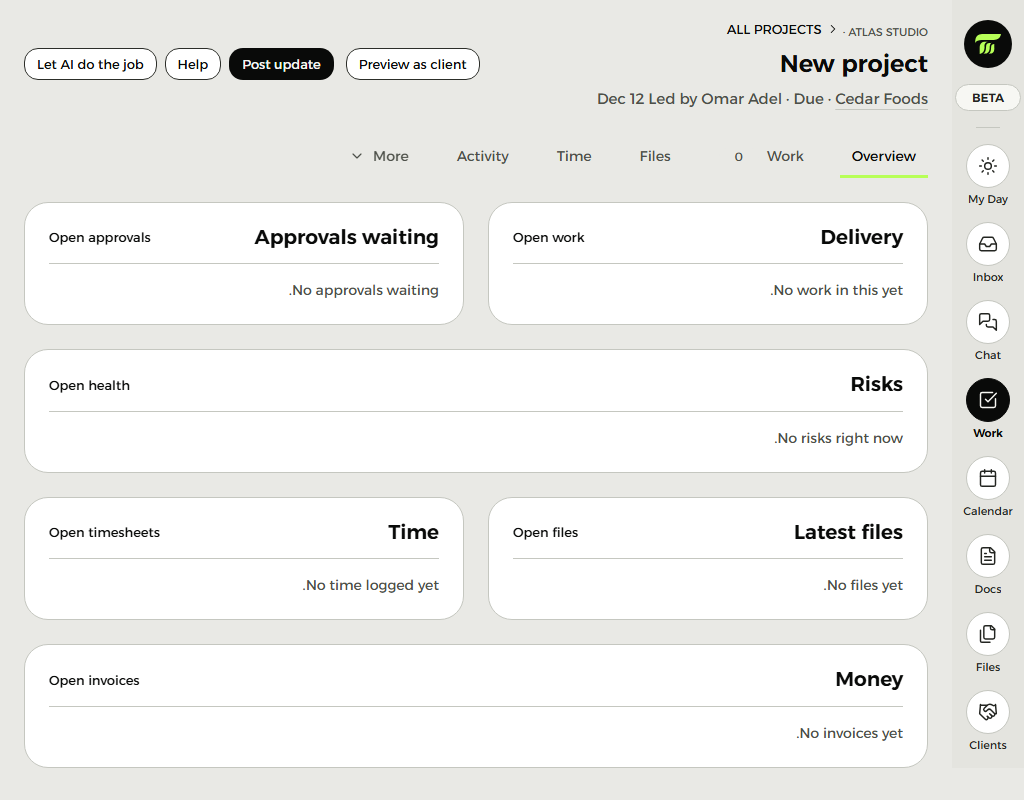 ALL PROJECTS > · ATLAS STUDIO
New project
Dec 12 Led by Omar Adel · Due · Cedar Foods
Let AI do the job
Help
Post update
Preview as client
Overview
Work 0
Files
Time
Activity
More
Delivery
Open work
.No work in this yet
Approvals waiting
Open approvals
.No approvals waiting
Risks
Open health
.No risks right now
Latest files
Open files
.No files yet
Time
Open timesheets
.No time logged yet
Money
Open invoices
.No invoices yet
BETA
My Day
Inbox
Chat
Work
Calendar
Docs
Files
Clients